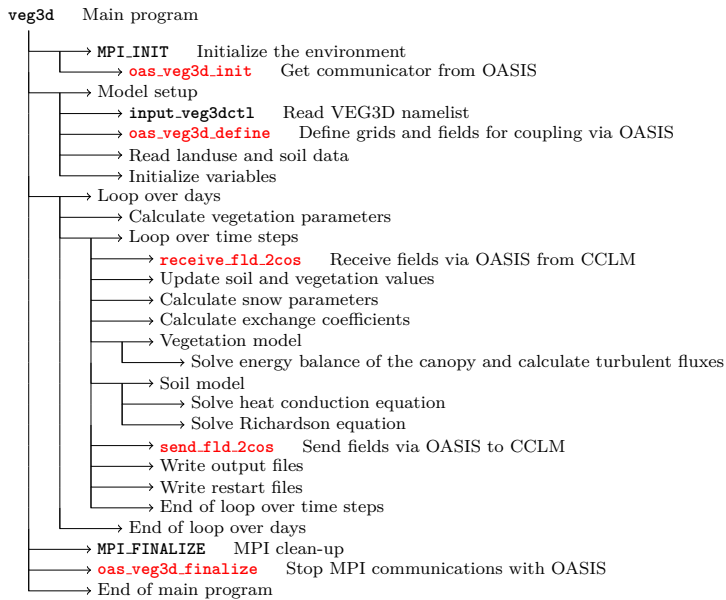 veg3d Main program
MPI_INIT Initialize the environment
oas_veg3d_init Get communicator from OASIS
Model setup
input_veg3dctl Read VEG3D namelist
oas_veg3d_define Define grids and fields for coupling via OASIS
Read landuse and soil data
Initialize variables
Loop over days
Calculate vegetation parameters
Loop over time steps
receive_fld_2cos Receive fields via OASIS from CCLM
Update soil and vegetation values
Calculate snow parameters
Calculate exchange coefficients
Vegetation model
Solve energy balance of the canopy and calculate turbulent fluxes
Soil model
Solve heat conduction equation
Solve Richardson equation
send_fld_2cos Send fields via OASIS to CCLM
Write output files
Write restart files
End of loop over time steps
End of loop over days
MPI_FINALIZE MPI clean-up
oas_veg3d_finalize Stop MPI communications with OASIS
End of main program